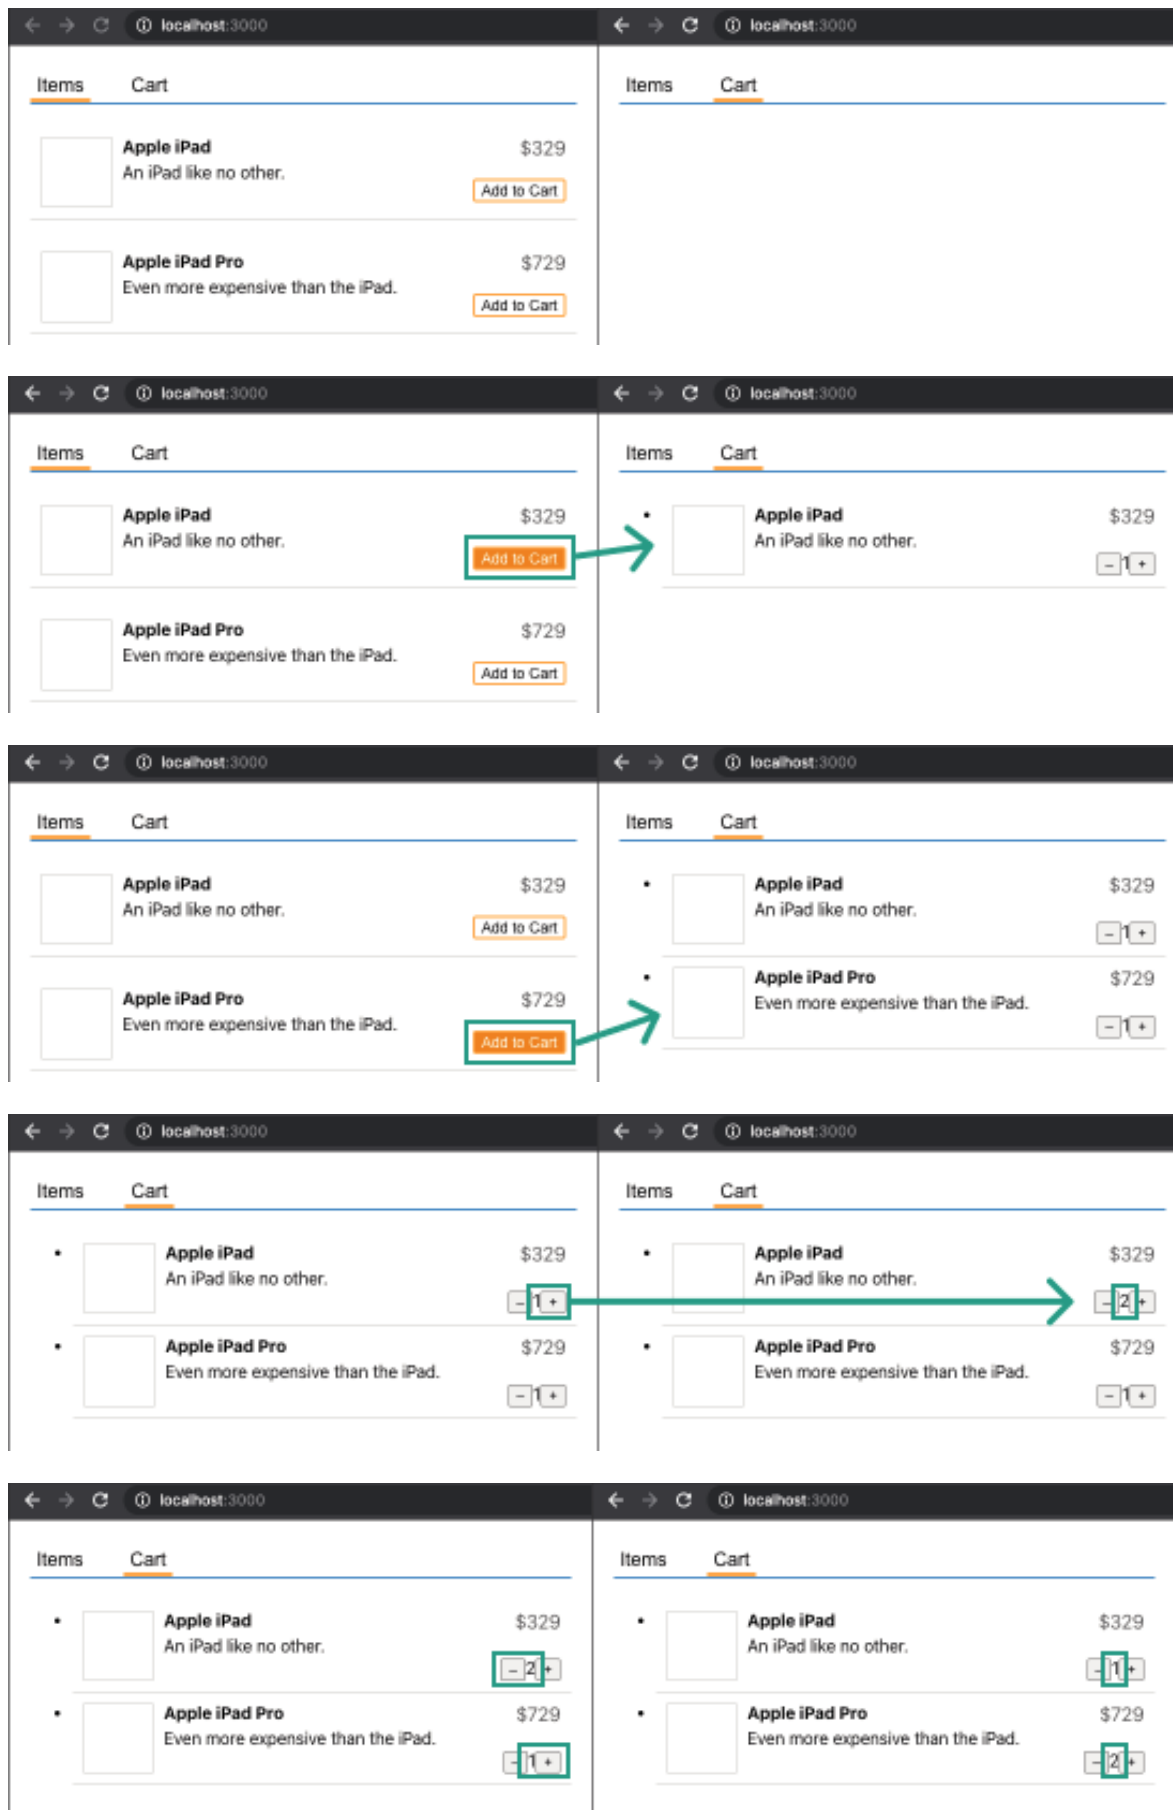 localhost:3000
Items Cart
Apple iPad $329
An iPad like no other.
Add to Cart
Apple iPad Pro $729
Even more expensive than the iPad.
Add to Cart
localhost:3000
Items Cart
localhost:3000
Items Cart
Apple iPad $329
An iPad like no other.
Add to Cart
Apple iPad Pro $729
Even more expensive than the iPad.
Add to Cart
localhost:3000
Items Cart
• Apple iPad $329
An iPad like no other.
– 1 +
localhost:3000
Items Cart
Apple iPad $329
An iPad like no other.
Add to Cart
Apple iPad Pro $729
Even more expensive than the iPad.
Add to Cart
localhost:3000
Items Cart
• Apple iPad $329
An iPad like no other.
– 1 +
• Apple iPad Pro $729
Even more expensive than the iPad.
– 1 +
localhost:3000
Items Cart
• Apple iPad $329
An iPad like no other.
– 1 +
• Apple iPad Pro $729
Even more expensive than the iPad.
– 1 +
localhost:3000
Items Cart
• Apple iPad $329
An iPad like no other.
– 2 +
• Apple iPad Pro $729
Even more expensive than the iPad.
– 1 +
localhost:3000
Items Cart
• Apple iPad $329
An iPad like no other.
– 2 +
• Apple iPad Pro $729
Even more expensive than the iPad.
– 1 +
localhost:3000
Items Cart
• Apple iPad $329
An iPad like no other.
– 1 +
• Apple iPad Pro $729
Even more expensive than the iPad.
– 2 +